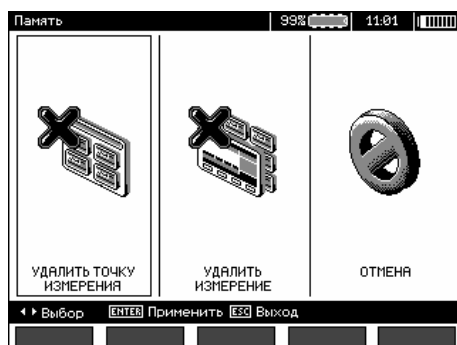 Память 99% 11:01
УДАЛИТЬ ТОЧКУ
ИЗМЕРЕНИЯ
УДАЛИТЬ
ИЗМЕРЕНИЕ
ОТМЕНА
Выбор ENTER Применить ESC Выход